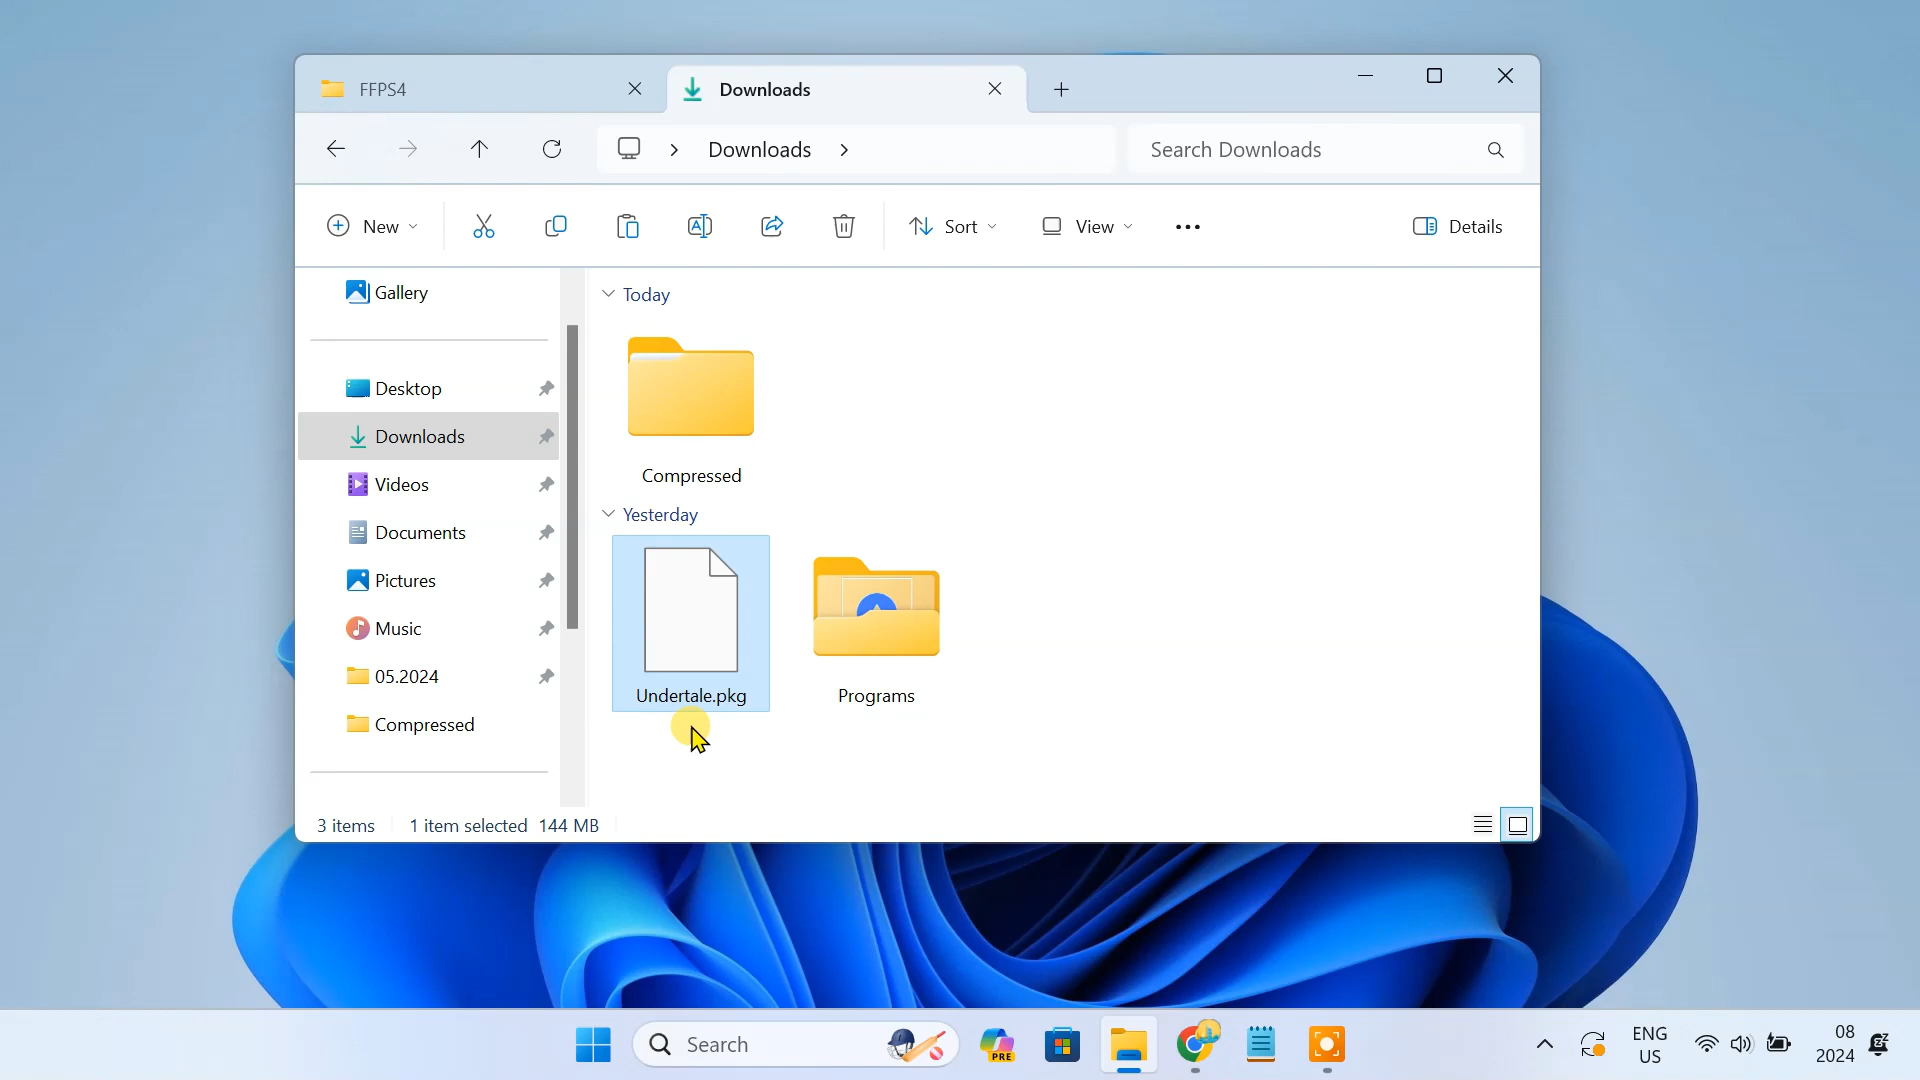 FFPS4
Downloads
Downloads
Search Downloads
New
Sort
View
Details
Gallery
Desktop
Downloads
Videos
Documents
Pictures
Music
05.2024
Compressed
Today
Compressed
Yesterday
Undertale.pkg
Programs
3 items
1 item selected 144 MB
Search
PRE
ENG
US
08
2024